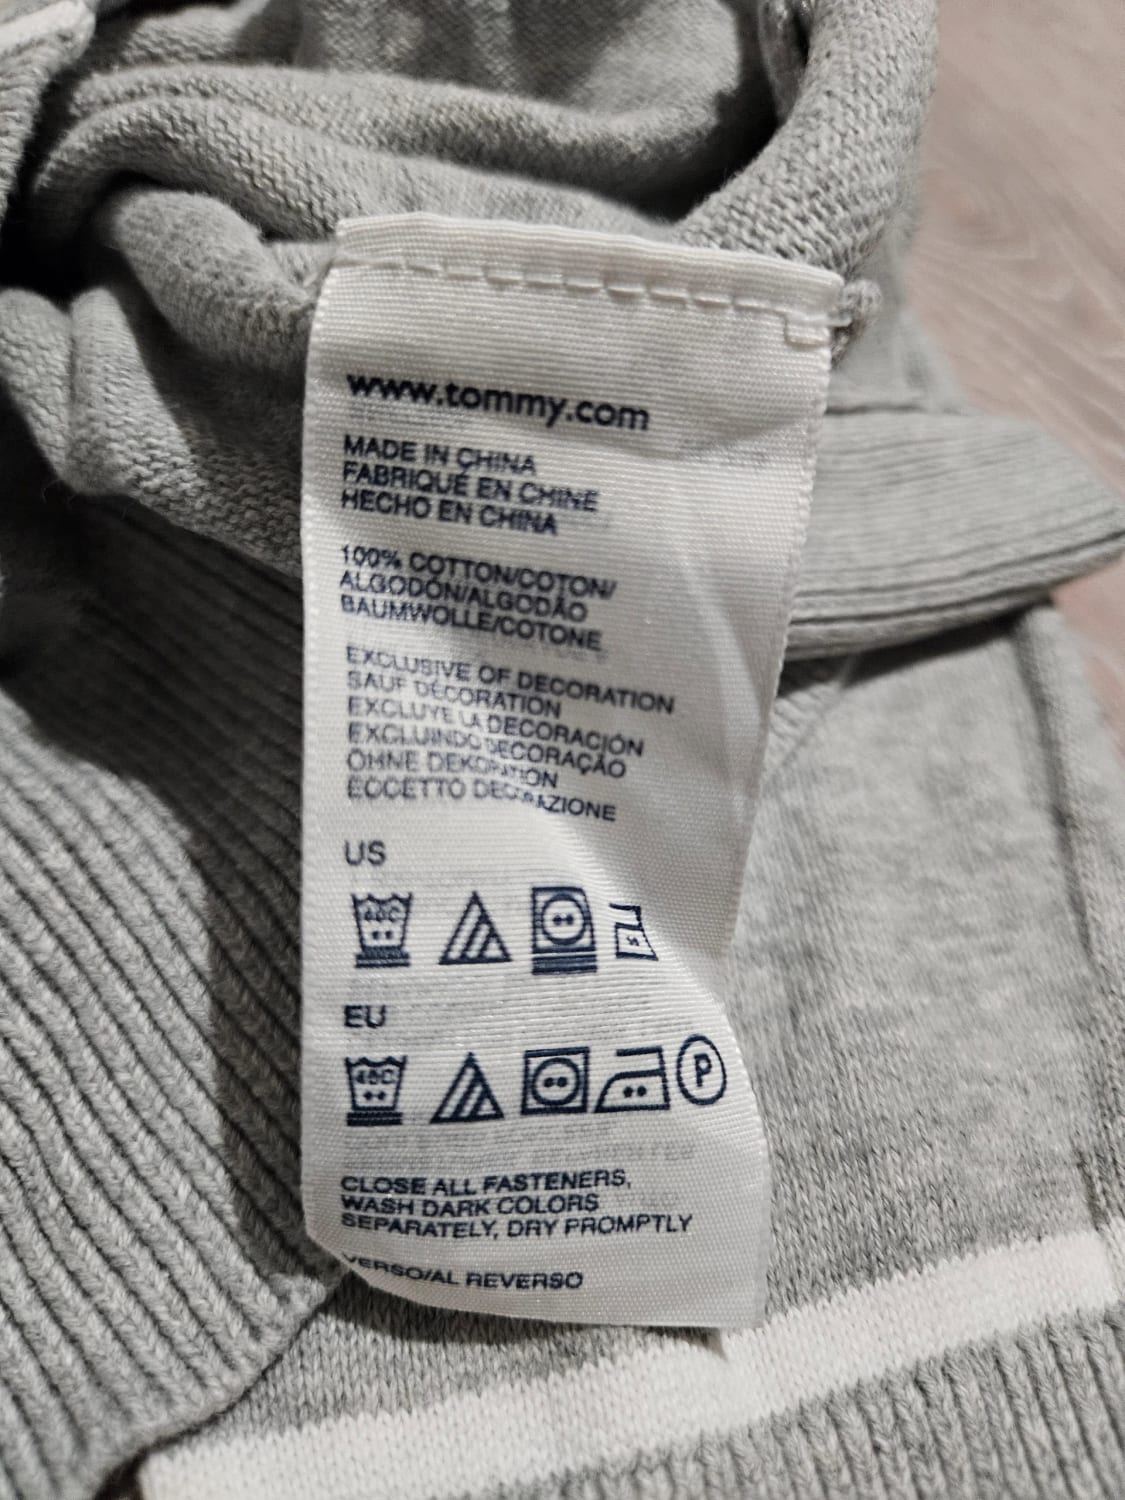 www.tommy.com
MADE IN CHINA
FABRIQUÉ EN CHINE
HECHO EN CHINA
100% COTTON/COTON/
ALGODÓN/ALGODÃO
BAUMWOLLE/COTONE
EXCLUSIVE OF DECORATION
SAUF DÉCORATION
EXCLUYE LA DECORACIÓN
EXCLUINDO DECORAÇÃO
OHNE DEKORATION
ECCETTO DECORAZIONE
US
40C
EU
40C
P
CLOSE ALL FASTENERS,
WASH DARK COLORS
SEPARATELY, DRY PROMPTLY
VERSO/AL REVERSO